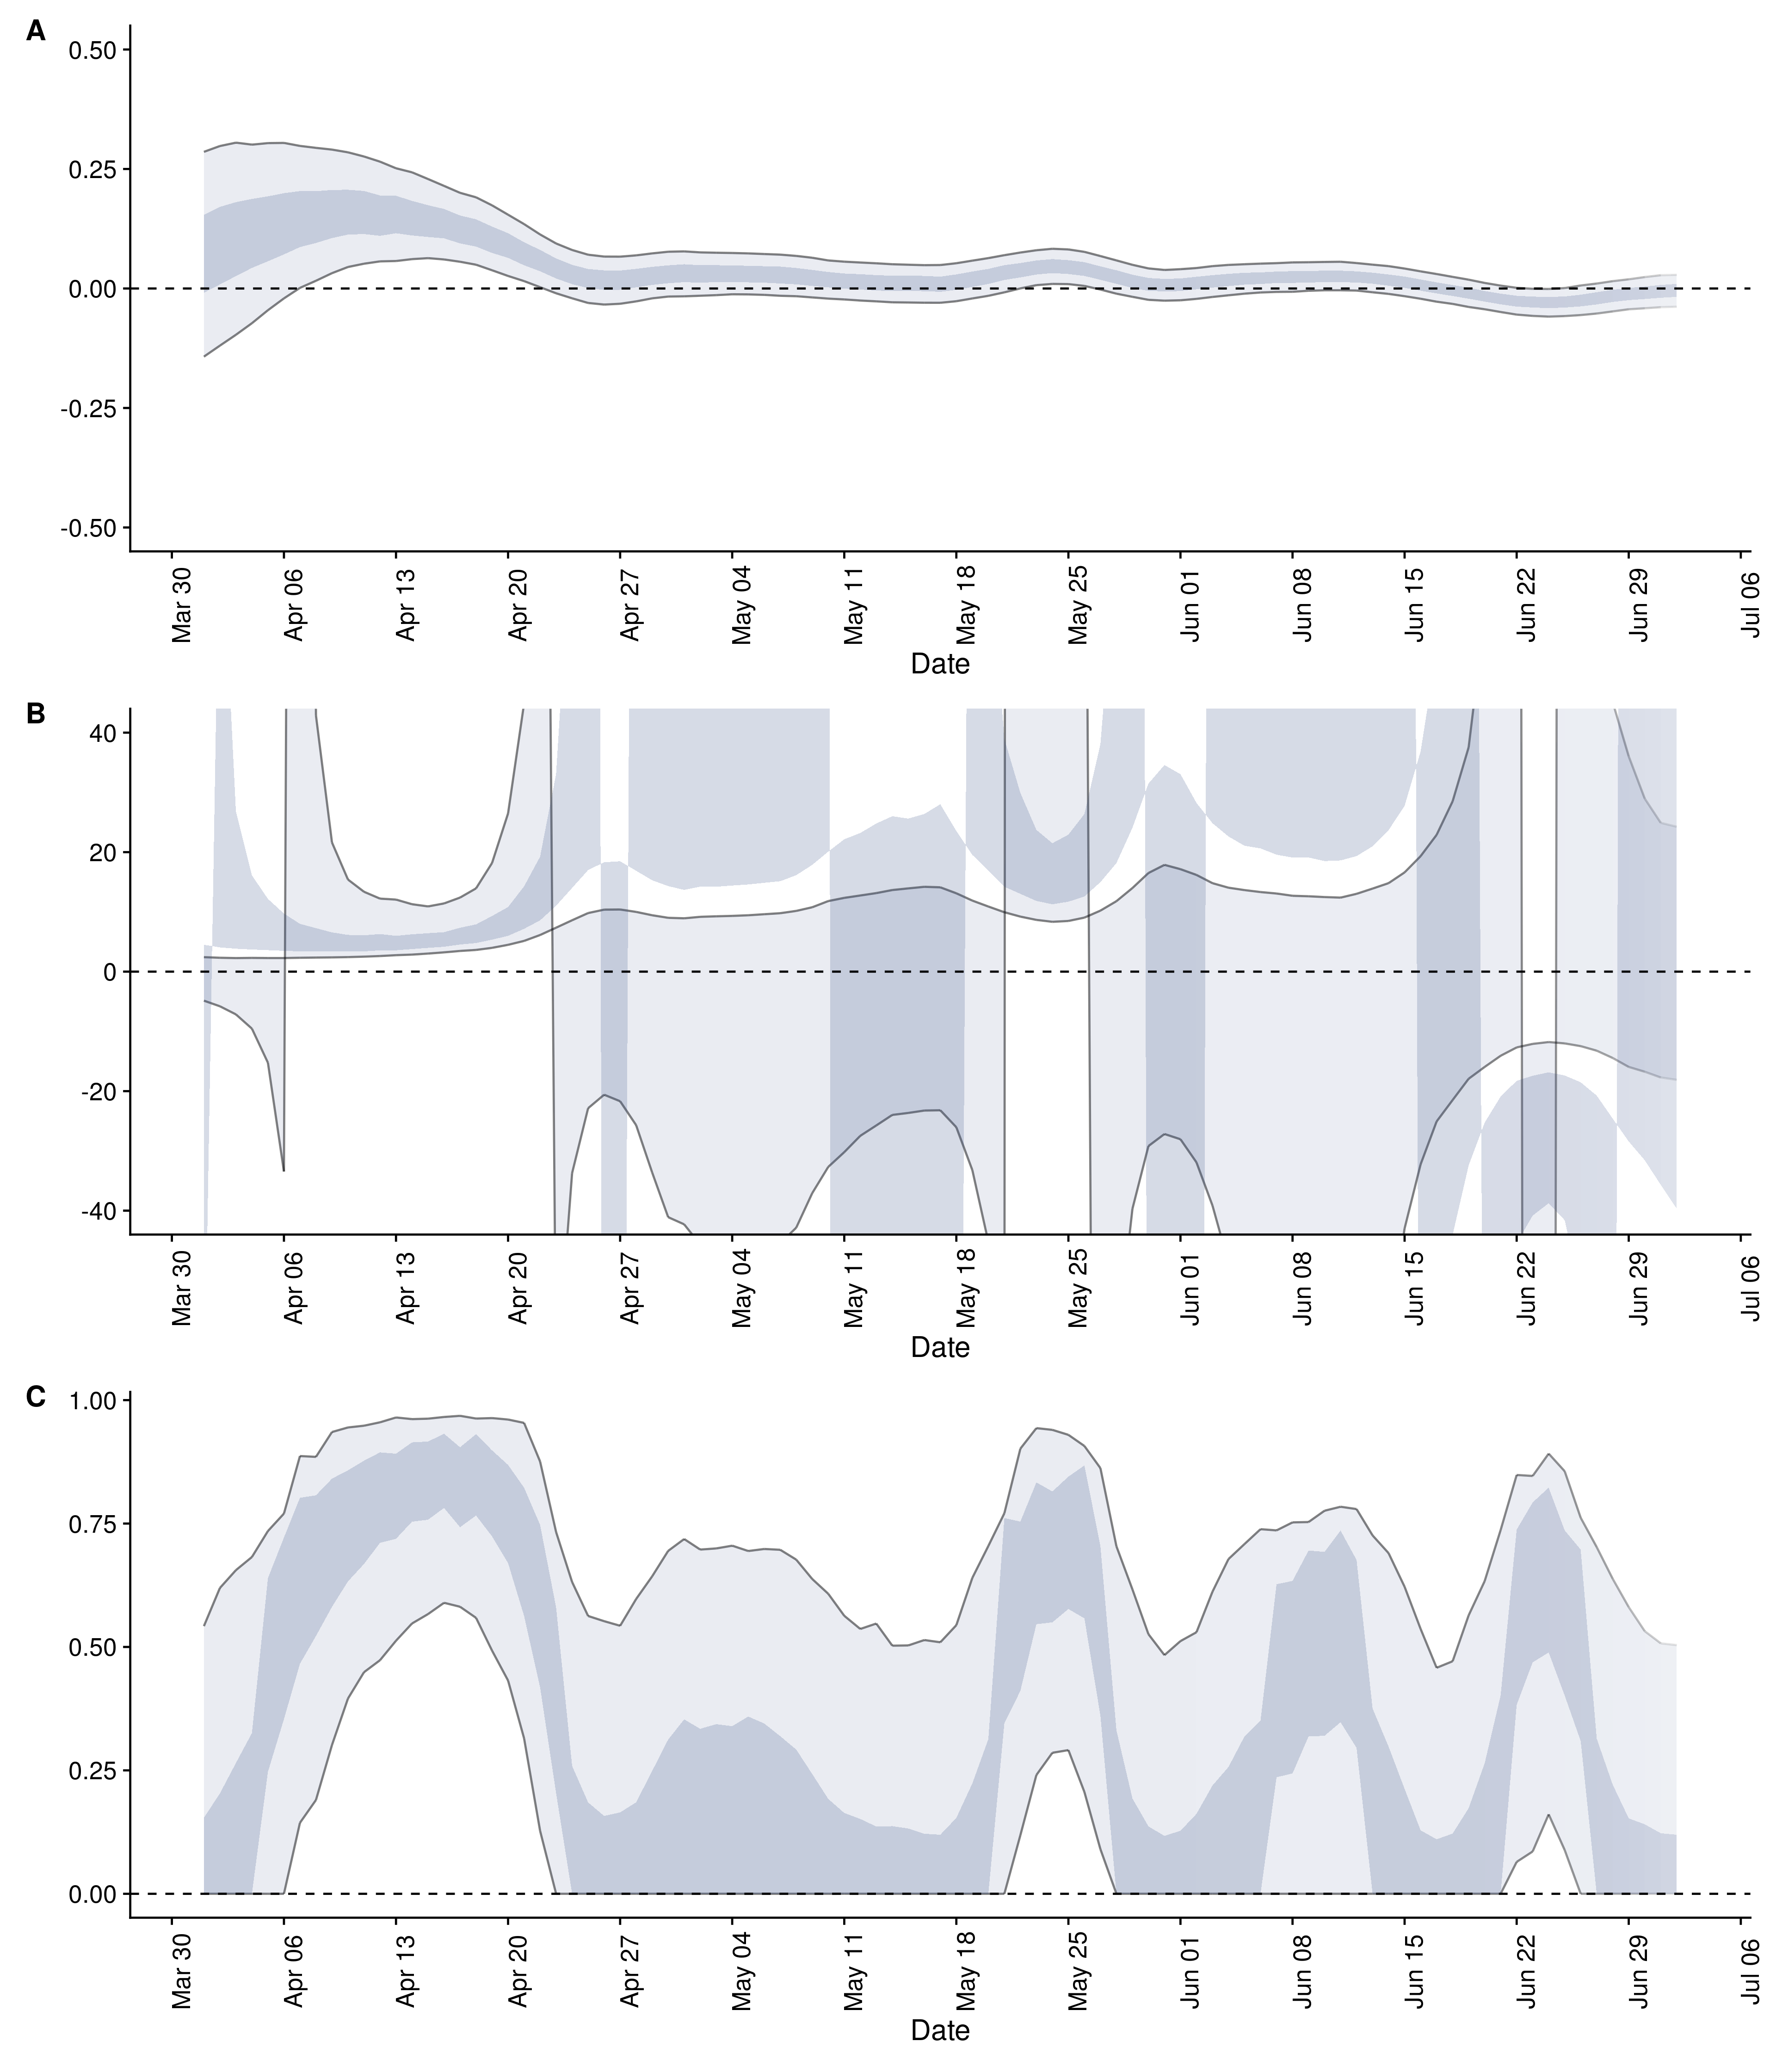 A
0.50
0.25
0.00
-0.25
-0.50
Mar 30
Apr 06
Apr 13
Apr 20
Apr 27
May 04
May 11
May 18
May 25
Jun 01
Jun 08
Jun 15
Jun 22
Jun 29
Jul 06
Date
B
40
20
0
-20
-40
Mar 30
Apr 06
Apr 13
Apr 20
Apr 27
May 04
May 11
May 18
May 25
Jun 01
Jun 08
Jun 15
Jun 22
Jun 29
Jul 06
Date
C
1.00
0.75
0.50
0.25
0.00
Mar 30
Apr 06
Apr 13
Apr 20
Apr 27
May 04
May 11
May 18
May 25
Jun 01
Jun 08
Jun 15
Jun 22
Jun 29
Jul 06
Date